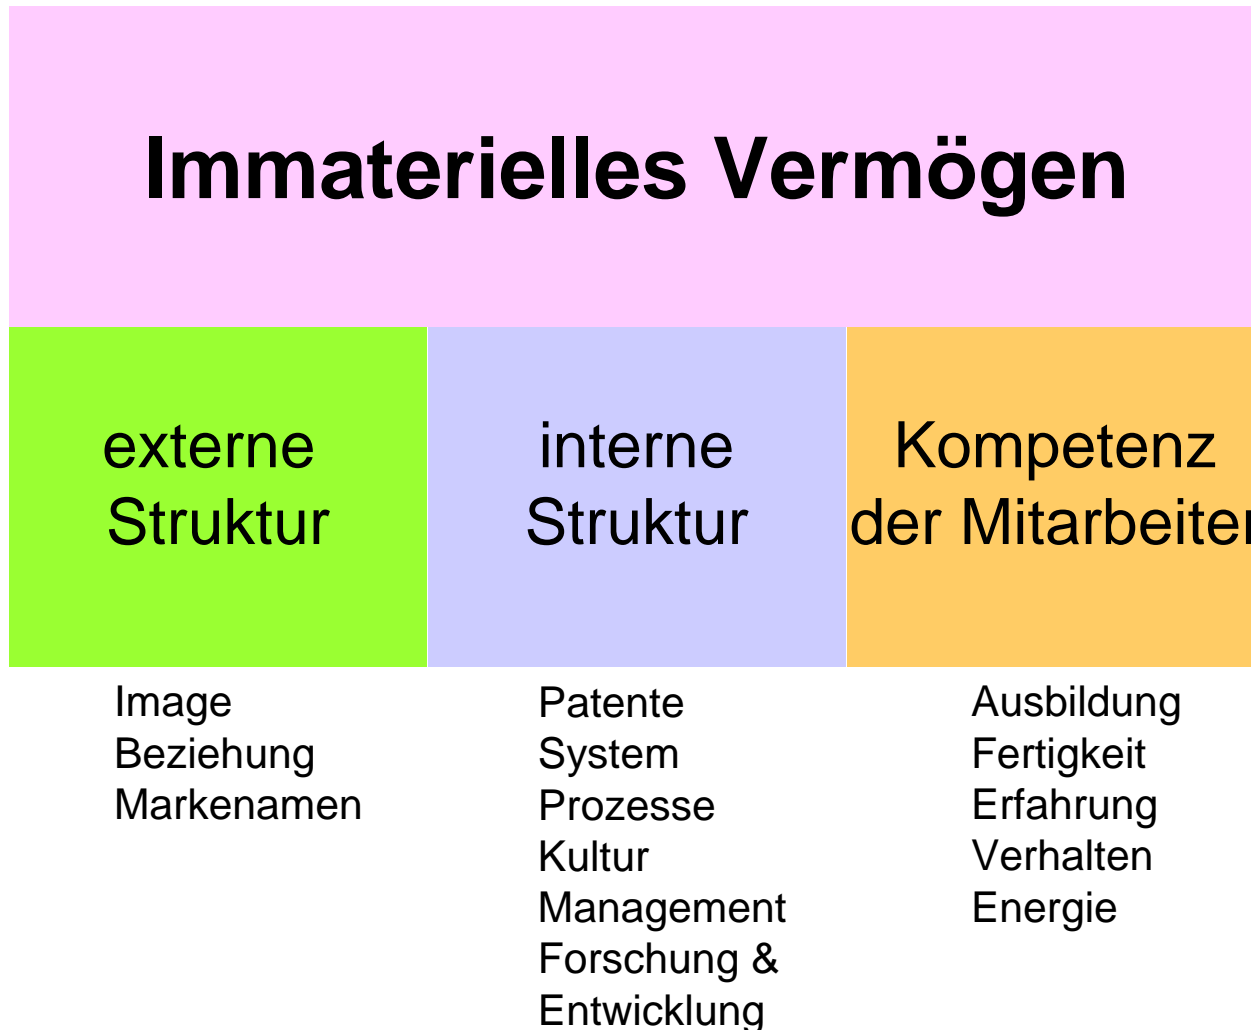 Immaterielles Vermögen
externe
Struktur
interne
Struktur
Kompetenz
der Mitarbeiter
Image
Beziehung
Markenamen
Patente
System
Prozesse
Kultur
Management
Forschung &
Entwicklung
Ausbildung
Fertigkeit
Erfahrung
Verhalten
Energie